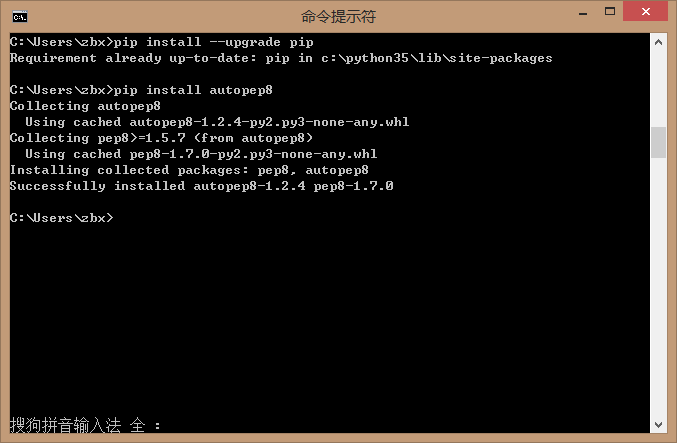 命令提示符
C:\Users\zbx>pip install --upgrade pip
Requirement already up-to-date: pip in c:\python35\lib\site-packages
C:\Users\zbx>pip install autopep8
Collecting autopep8
Using cached autopep8-1.2.4-py2.py3-none-any.whl
Collecting pep8>=1.5.7 (from autopep8)
Using cached pep8-1.7.0-py2.py3-none-any.whl
Installing collected packages: pep8, autopep8
Successfully installed autopep8-1.2.4 pep8-1.7.0
C:\Users\zbx>
搜狗拼音输入法 全 :